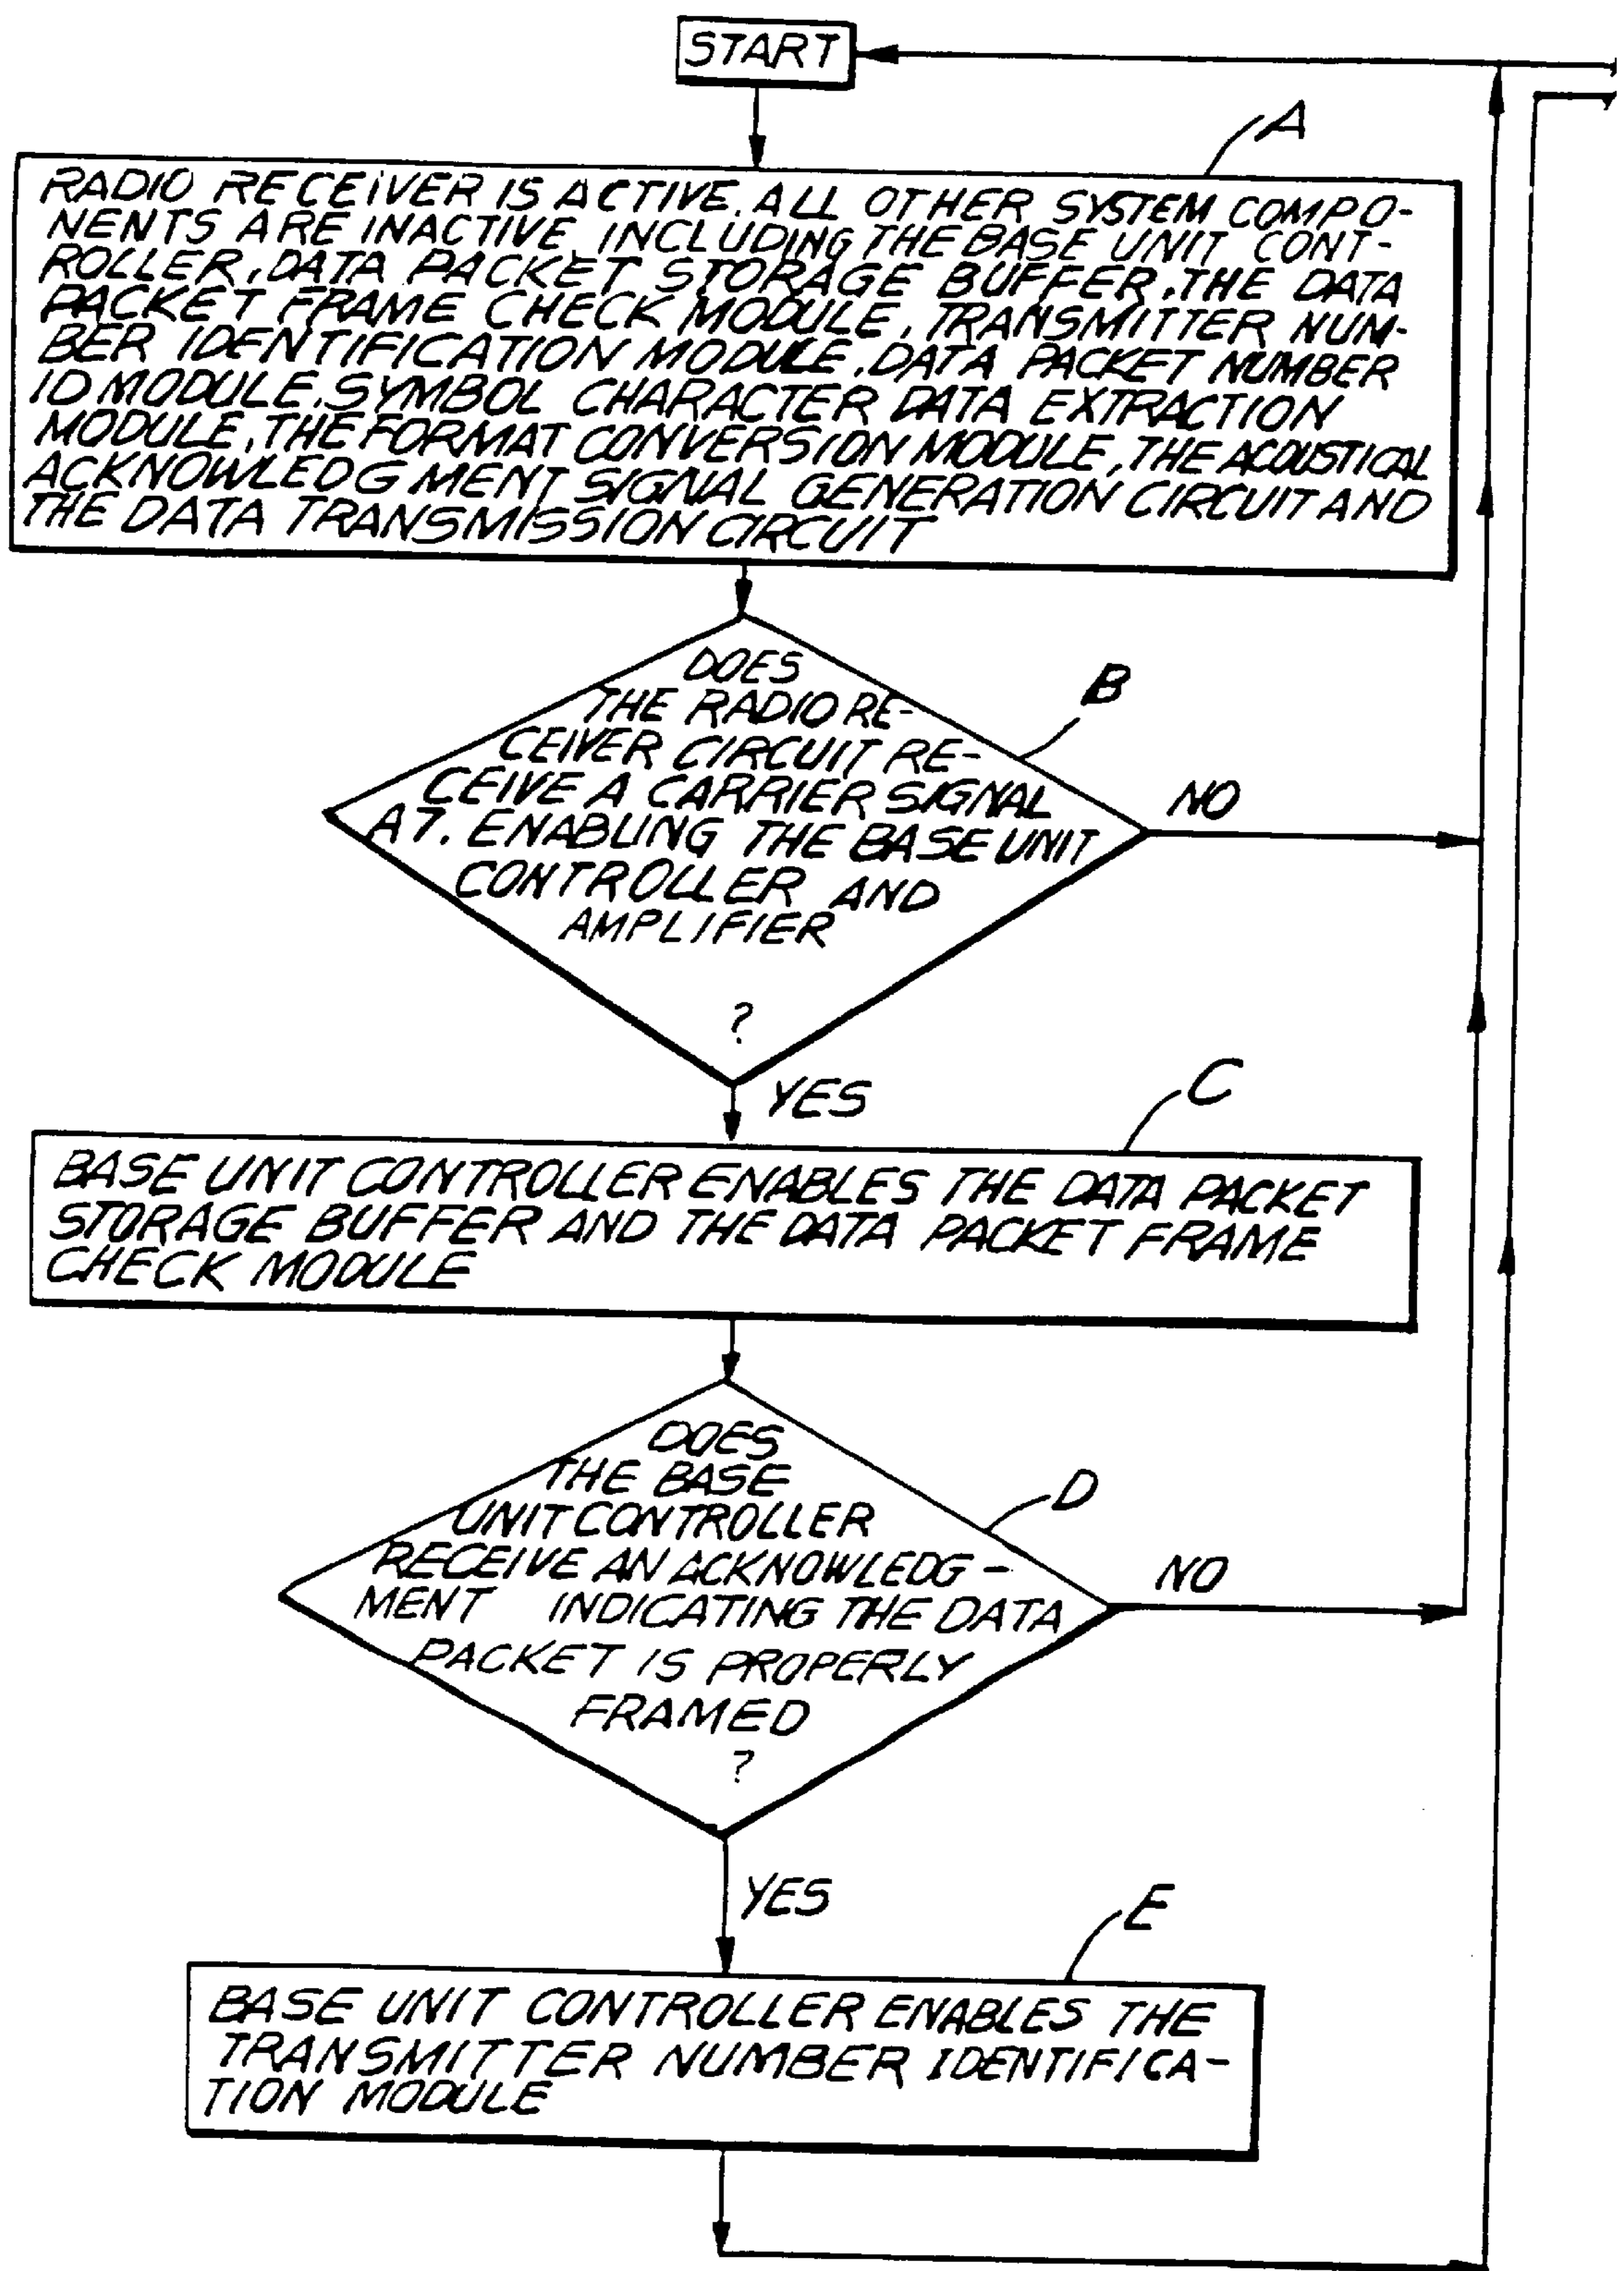 START
A
RADIO RECEIVER IS ACTIVE. ALL OTHER SYSTEM COMPO-
NENTS ARE INACTIVE, INCLUDING THE BASE UNIT CONT-
ROLLER, DATA PACKET STORAGE BUFFER, THE DATA
PACKET FRAME CHECK MODULE, TRANSMITTER NUM-
BER IDENTIFICATION MODULE, DATA PACKET NUMBER
ID MODULE, SYMBOL CHARACTER DATA EXTRACTION
MODULE, THE FORMAT CONVERSION MODULE, THE ACOUSTICAL
ACKNOWLEDGMENT SIGNAL GENERATION CIRCUIT AND
THE DATA TRANSMISSION CIRCUIT
B
DOES
THE RADIO RE-
CEIVER CIRCUIT RE-
CEIVE A CARRIER SIGNAL
AT. ENABLING THE BASE UNIT
CONTROLLER AND
AMPLIFIER
?
NO
YES
C
BASE UNIT CONTROLLER ENABLES THE DATA PACKET
STORAGE BUFFER AND THE DATA PACKET FRAME
CHECK MODULE
D
DOES
THE BASE
UNIT CONTROLLER
RECEIVE AN ACKNOWLEDG-
MENT INDICATING THE DATA
PACKET IS PROPERLY
FRAMED
?
NO
YES
E
BASE UNIT CONTROLLER ENABLES THE
TRANSMITTER NUMBER IDENTIFICA-
TION MODULE